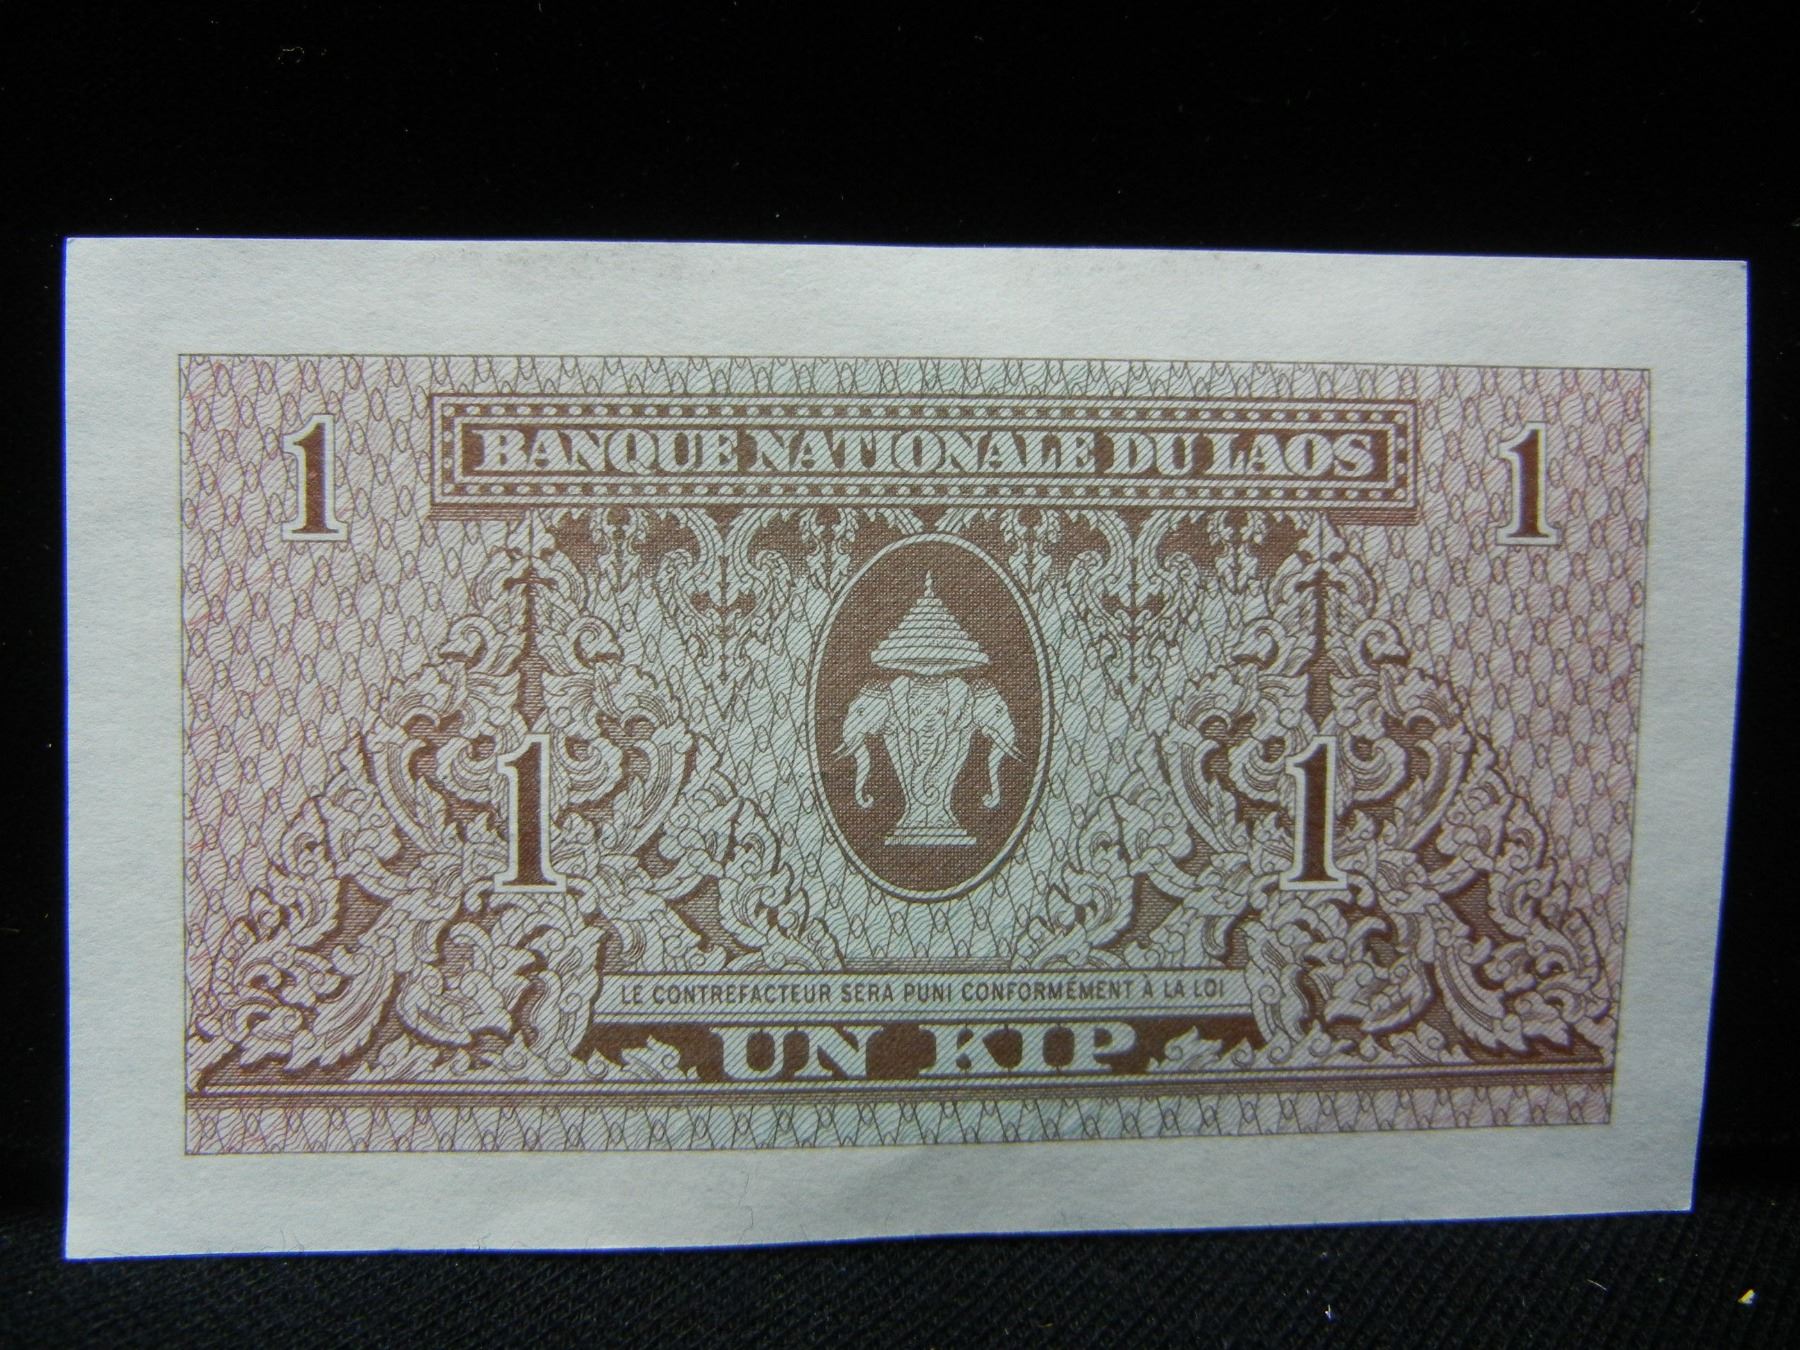 BANQUE NATIONALE DU LAOS
1 1
1 1
LE CONTREFACTEUR SERA PUNI CONFORMÉMENT À LA LOI
UN KIP